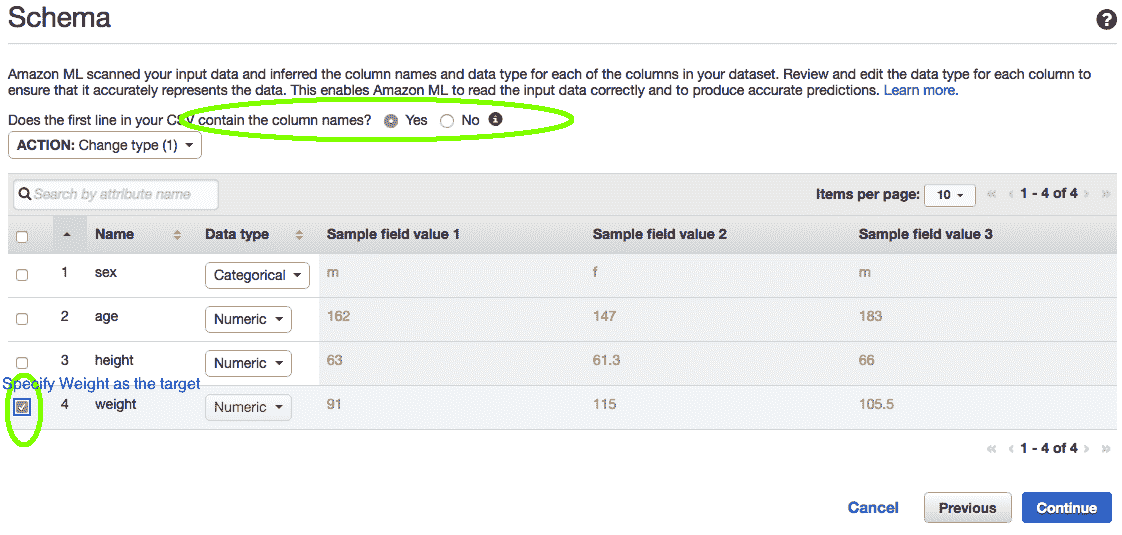 Schema
Amazon ML scanned your input data and inferred the column names and data type for each of the columns in your dataset. Review and edit the data type for each column to
ensure that it accurately represents the data. This enables Amazon ML to read the input data correctly and to produce accurate predictions. Learn more.
Does the first line in your CSV contain the column names? Yes No
ACTION: Change type (1)
Search by attribute name Items per page: 10 « ‹ 1 - 4 of 4 › »
Name Data type Sample field value 1 Sample field value 2 Sample field value 3
1 sex Categorical m f m
2 age Numeric 162 147 183
3 height Numeric 63 61.3 66
Specify Weight as the target
4 weight Numeric 91 115 105.5
« ‹ 1 - 4 of 4 › »
Cancel Previous Continue